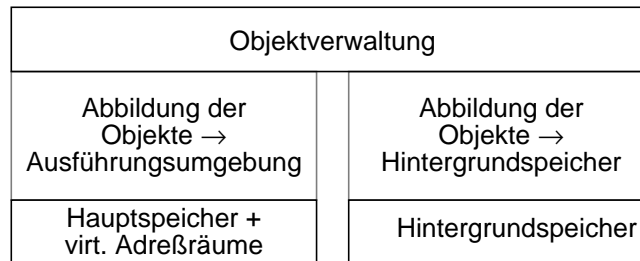 Objektverwaltung
Abbildung der
Objekte →
Ausführungsumgebung
Abbildung der
Objekte →
Hintergrundspeicher
Hauptspeicher +
virt. Adreßräume
Hintergrundspeicher